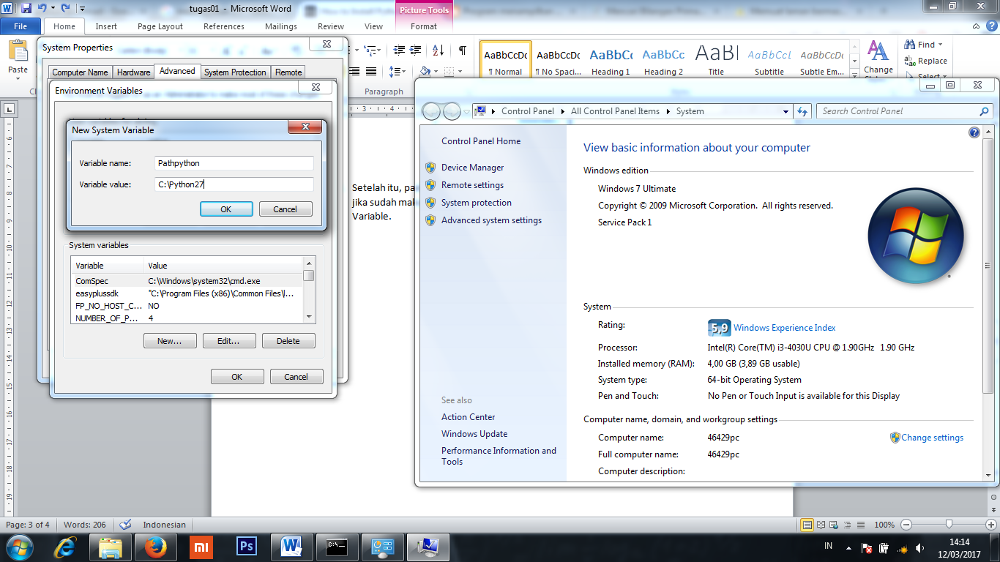 tugas01 - Microsoft Word
Picture Tools
File Home Insert Page Layout References Mailings Review View Format
Paste
AaBbCcDc AaBbCcDc AaBbCc AaBbCc AaBl AaBbCcL AaBbCcDc
¶ Normal ¶ No Spaci... Heading 1 Heading 2 Title Subtitle Subtle Em...
Change
Find
Replace
Select
Paragraph
System Properties
Computer Name Hardware Advanced System Protection Remote
Environment Variables
New System Variable
Variable name: Pathpython
Variable value: C:\Python27
OK Cancel
System variables
Variable Value
ComSpec C:\Windows\system32\cmd.exe
easyplussdk "C:\Program Files (x86)\Common Files\I...
FP_NO_HOST_C... NO
NUMBER_OF_P... 4
New... Edit... Delete
OK Cancel
Setelah itu, pa
jika sudah mal
Variable.
Control Panel All Control Panel Items System
Search Control Panel
Control Panel Home
Device Manager
Remote settings
System protection
Advanced system settings
See also
Action Center
Windows Update
Performance Information and
Tools
View basic information about your computer
Windows edition
Windows 7 Ultimate
Copyright © 2009 Microsoft Corporation. All rights reserved.
Service Pack 1
System
Rating: 5,9 Windows Experience Index
Processor: Intel(R) Core(TM) i3-4030U CPU @ 1.90GHz 1.90 GHz
Installed memory (RAM): 4,00 GB (3,89 GB usable)
System type: 64-bit Operating System
Pen and Touch: No Pen or Touch Input is available for this Display
Computer name, domain, and workgroup settings
Computer name: 46429pc
Change settings
Full computer name: 46429pc
Computer description:
Page: 3 of 4 Words: 206 Indonesian
100%
mi Ps W C:\
IN
14:14
12/03/2017